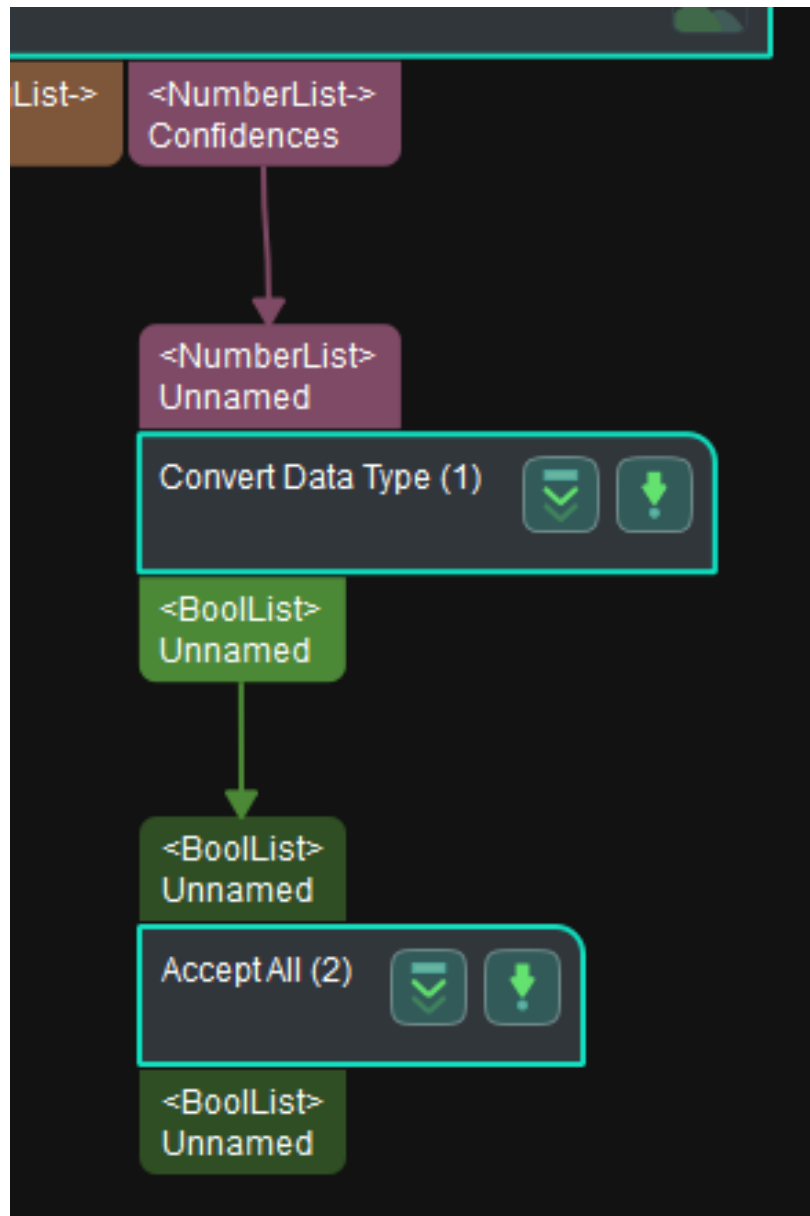 List->
<NumberList->
Confidences
<NumberList>
Unnamed
Convert Data Type (1)
<BoolList>
Unnamed
<BoolList>
Unnamed
Accept All (2)
<BoolList>
Unnamed